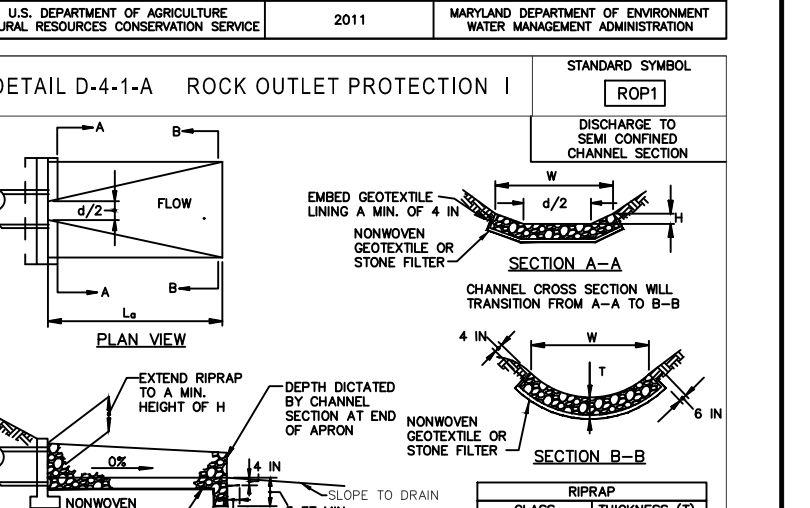 U.S. DEPARTMENT OF AGRICULTURE
RESOURCES CONSERVATION SERVICE
2011
MARYLAND DEPARTMENT OF ENVIRONMENT
WATER MANAGEMENT ADMINISTRATION
D-4-1-A ROCK OUTLET PROTECTION I
STANDARD SYMBOL
ROP1
DISCHARGE TO
SEMI CONFINED
CHANNEL SECTION
A
B
d/2
FLOW
A
B
La
PLAN VIEW
W
EMBED GEOTEXTILE
LINING A MIN. OF 4 IN
d/2
H
NONWOVEN
GEOTEXTILE OR
STONE FILTER
SECTION A-A
CHANNEL CROSS SECTION WILL
TRANSITION FROM A-A TO B-B
4 IN
W
T
6 IN
NONWOVEN
GEOTEXTILE OR
STONE FILTER
SECTION B-B
EXTEND RIPRAP
TO A MIN.
HEIGHT OF H
DEPTH DICTATED
BY CHANNEL
SECTION AT END
OF APRON
0%
4 IN
SLOPE TO DRAIN
NONWOVEN
RIPRAP
CLASS
THICKNESS (T)